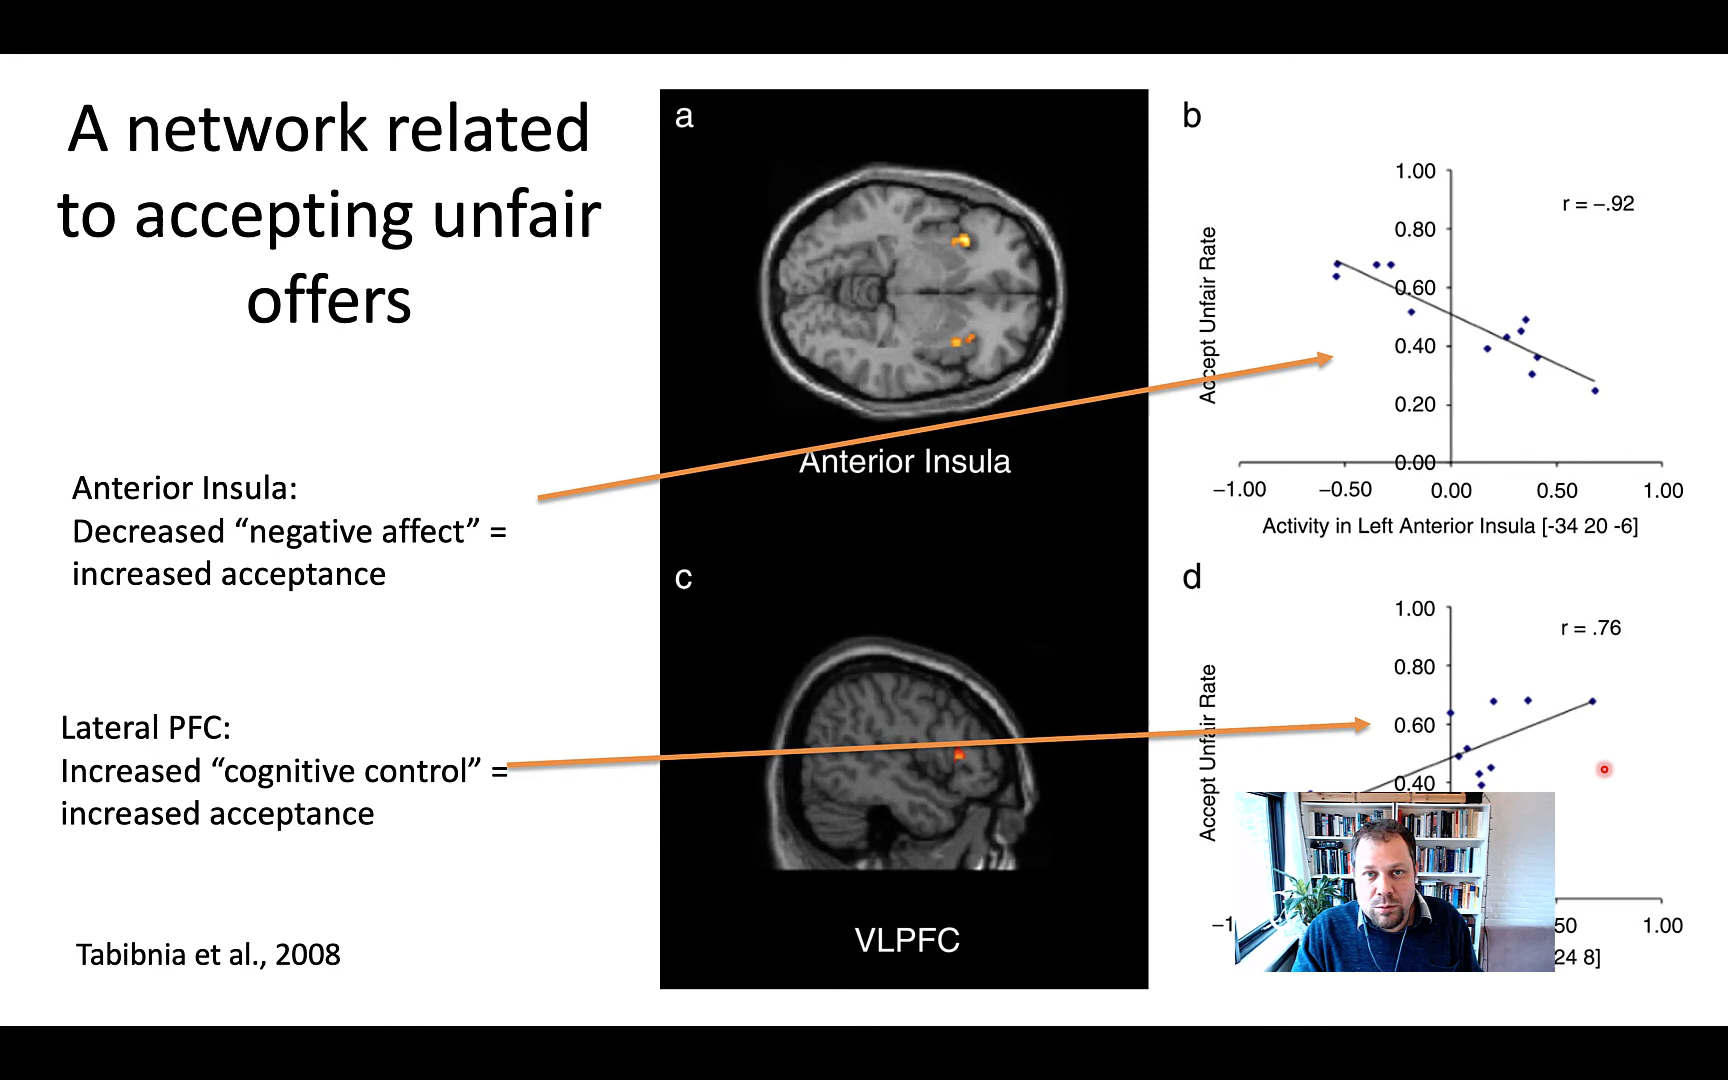 A network related
to accepting unfair
offers
Anterior Insula:
Decreased “negative affect” =
increased acceptance
Lateral PFC:
Increased “cognitive control” =
increased acceptance
Tabibnia et al., 2008
a
Anterior Insula
b
1.00
r = –.92
0.80
0.60
0.40
0.20
0.00
Accept Unfair Rate
–1.00 –0.50 0.00 0.50 1.00
Activity in Left Anterior Insula [-34 20 -6]
c
VLPFC
d
1.00
r = .76
0.80
0.60
0.40
Accept Unfair Rate
–1 50 1.00
24 8]